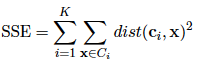 SSE = \sum_{i=1}^{K} \sum_{\mathbf{x} \in C_i} dist(\mathbf{c}_i, \mathbf{x})^2